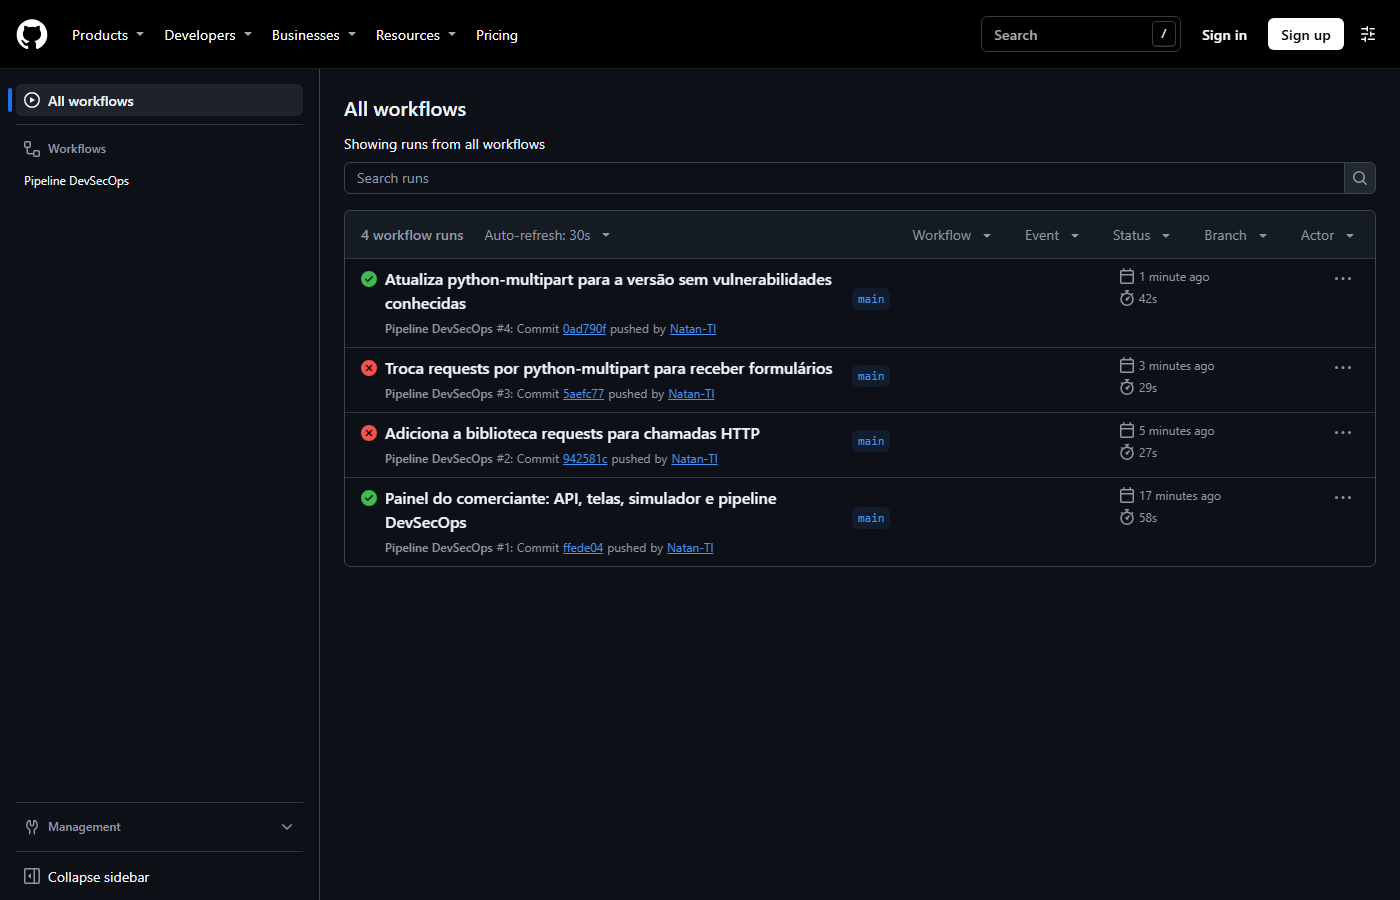 Products Developers Businesses Resources Pricing Search / Sign in Sign up
All workflows
Workflows
Pipeline DevSecOps
Management
Collapse sidebar
All workflows
Showing runs from all workflows
Search runs
4 workflow runs Auto-refresh: 30s Workflow Event Status Branch Actor
Atualiza python-multipart para a versão sem vulnerabilidades
conhecidas
Pipeline DevSecOps #4: Commit 0ad790f pushed by Natan-TI
main
1 minute ago
42s
Troca requests por python-multipart para receber formulários
Pipeline DevSecOps #3: Commit 5aefc77 pushed by Natan-TI
main
3 minutes ago
29s
Adiciona a biblioteca requests para chamadas HTTP
Pipeline DevSecOps #2: Commit 942581c pushed by Natan-TI
main
5 minutes ago
27s
Painel do comerciante: API, telas, simulador e pipeline
DevSecOps
Pipeline DevSecOps #1: Commit ffede04 pushed by Natan-TI
main
17 minutes ago
58s